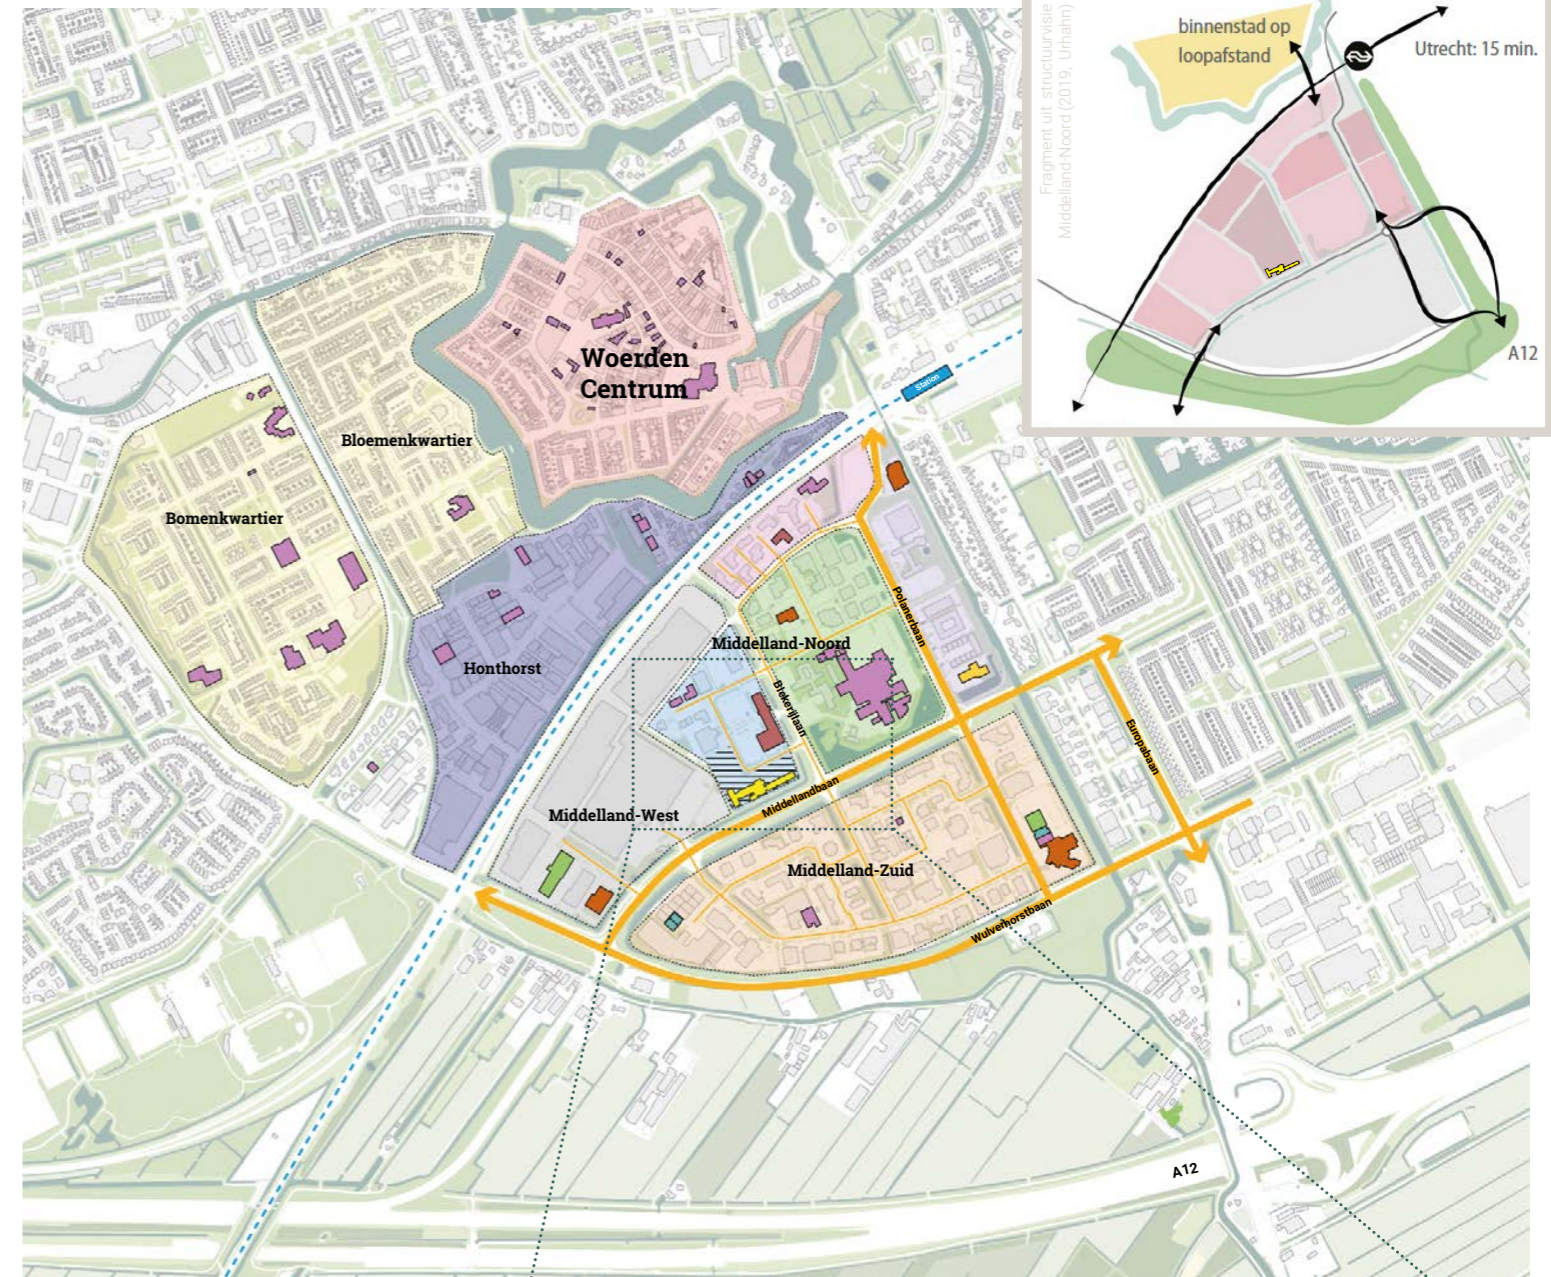 Fragment uit structuurvisie
Middelland-Noord (2019, Urhahn)
binnenstad op
loopafstand
Utrecht: 15 min.
A12
Woerden
Centrum
Station
Bloemenkwartier
Bomenkwartier
Honthorst
Middelland-Noord
Polanerbaan
Blekerijlaan
Europabaan
Middellandbaan
Middelland-West
Middelland-Zuid
Wulverhorstbaan
A12